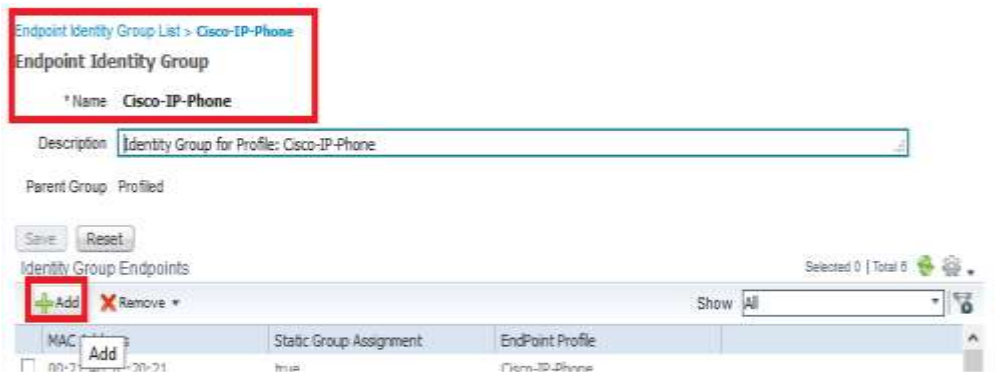 Endpoint Identity Group List > Cisco-IP-Phone
Endpoint Identity Group
* Name Cisco-IP-Phone
Description Identity Group for Profile: Cisco-IP-Phone
Parent Group Profiled
Save Reset
Identity Group Endpoints Selected 0 | Total 6
Add Remove Show All
MAC Static Group Assignment EndPoint Profile
Add
true Cisco-IP-Phone